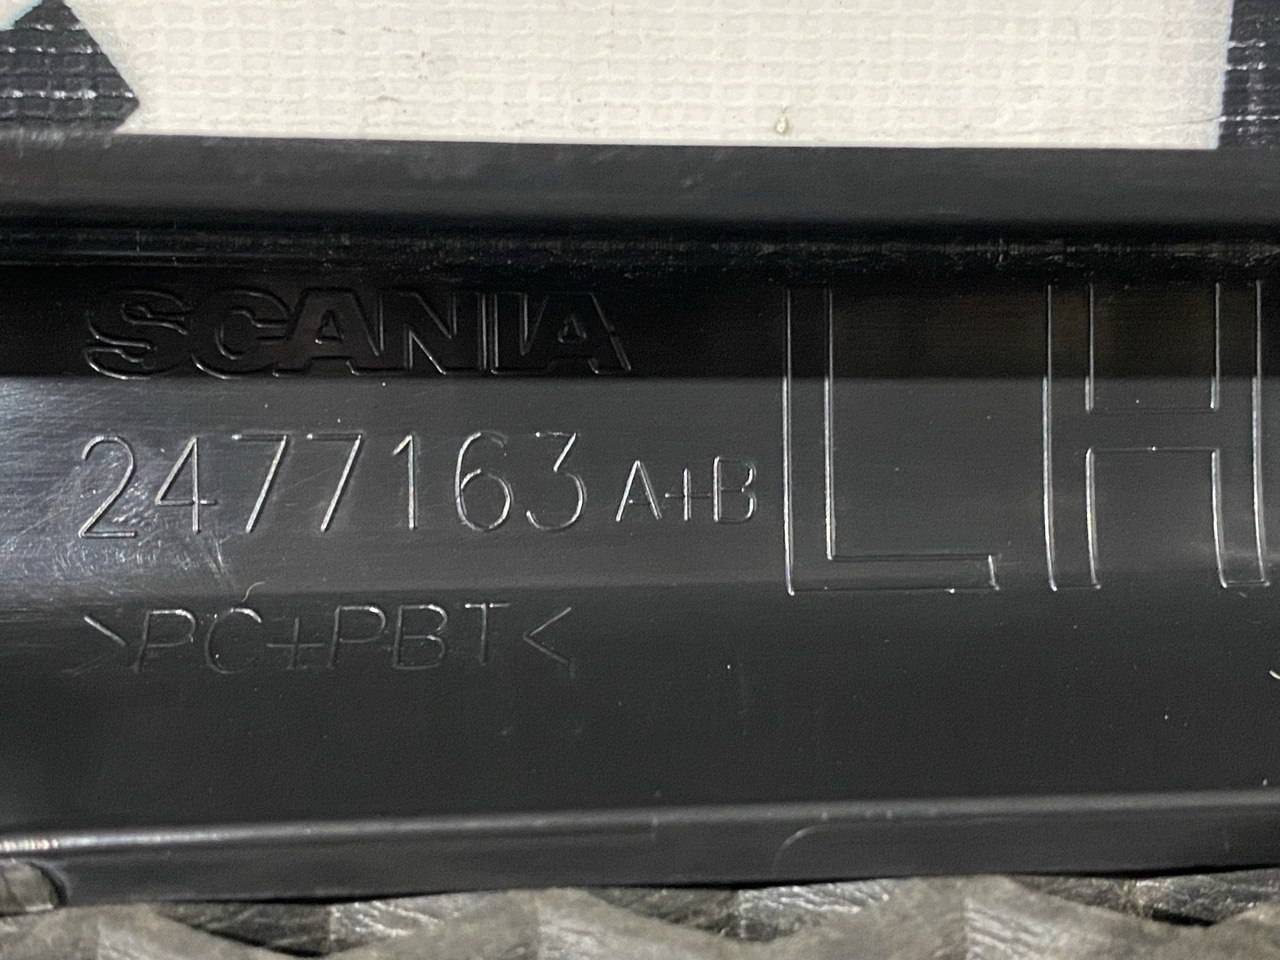 SCANIA
2477163 A+B
LH
>PC+PBT<